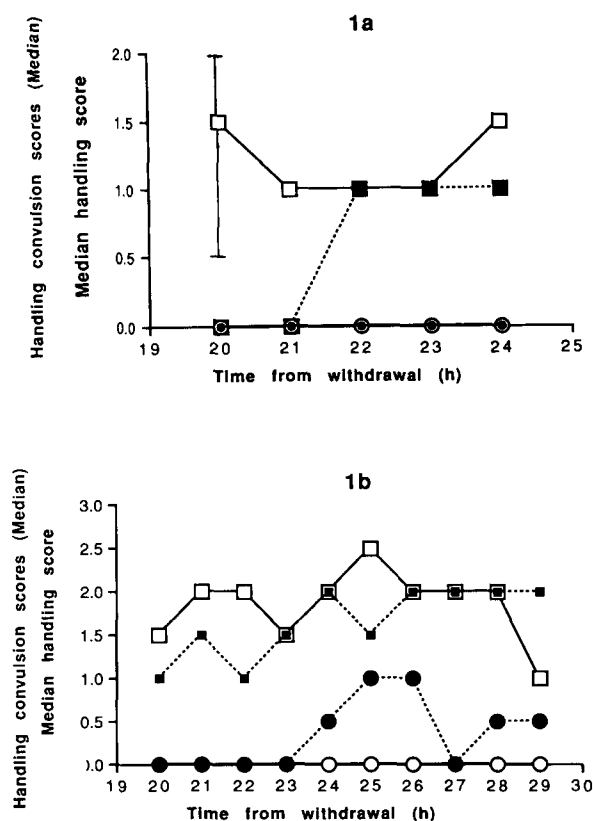 1a
Handling convulsion scores (Median)
Median handling score
2.0
1.5
1.0
0.5
0.0
19 20 21 22 23 24 25
Time from withdrawal (h)
1b
Handling convulsion scores (Median)
Median handling score
3.0
2.5
2.0
1.5
1.0
0.5
).0
19 20 21 22 23 24 25 26 27 28 29 30
Time from withdrawal (h)